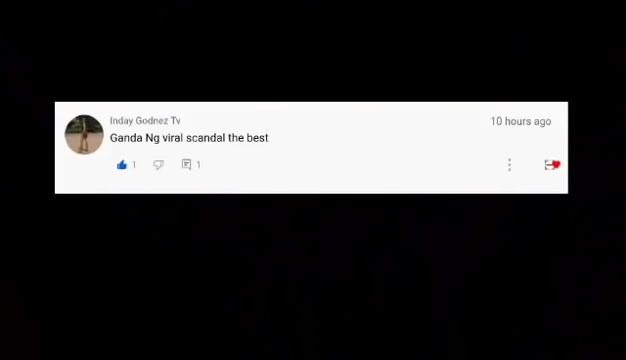 Inday Godnez Tv
10 hours ago
Ganda Ng viral scandal the best
1
1